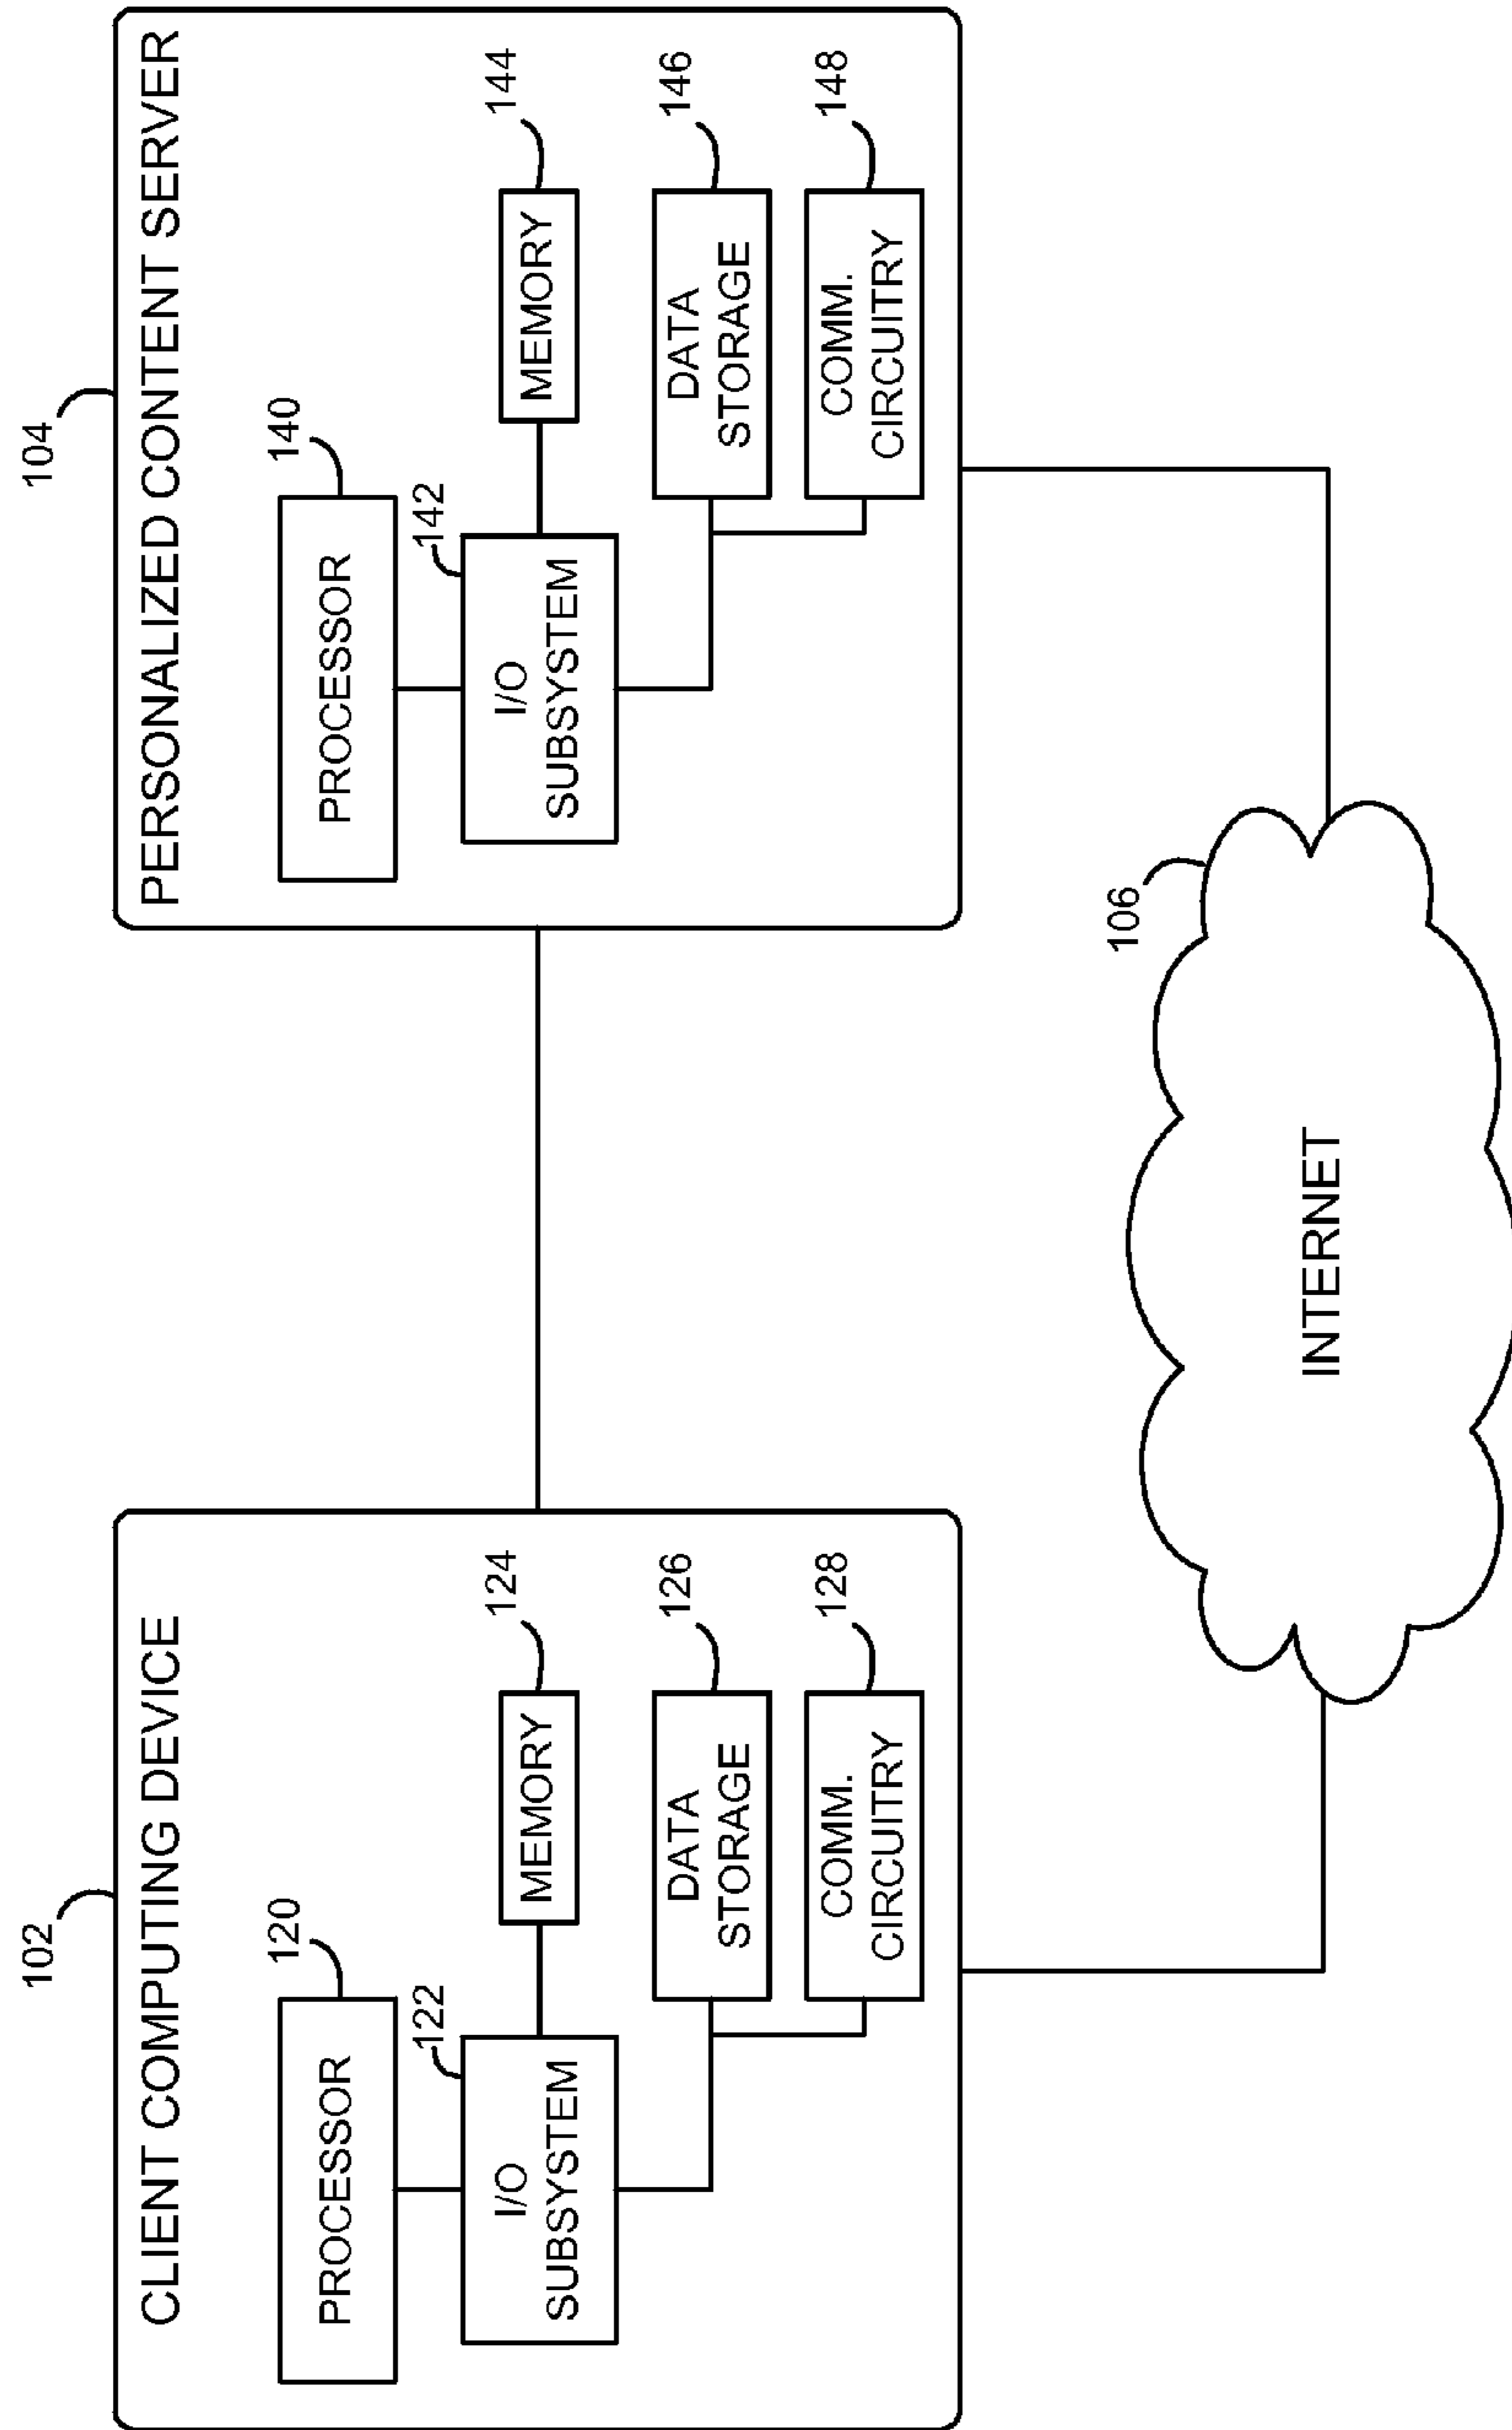 102
CLIENT COMPUTING DEVICE
120
PROCESSOR
122
I/O
SUBSYSTEM
124
MEMORY
126
DATA
STORAGE
128
COMM.
CIRCUITRY
104
PERSONALIZED CONTENT SERVER
140
PROCESSOR
142
I/O
SUBSYSTEM
144
MEMORY
146
DATA
STORAGE
148
COMM.
CIRCUITRY
106
INTERNET